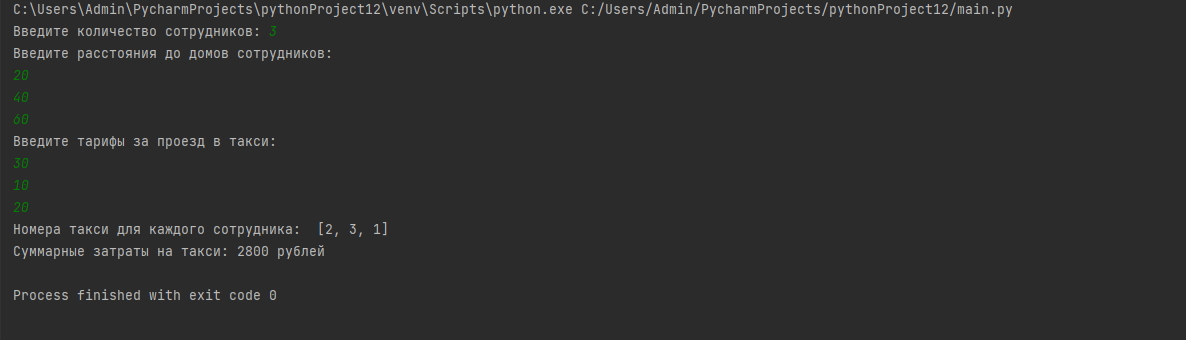 C:\Users\Admin\PycharmProjects\pythonProject12\venv\Scripts\python.exe C:/Users/Admin/PycharmProjects/pythonProject12/main.py
Введите количество сотрудников: 3
Введите расстояния до домов сотрудников:
20
40
60
Введите тарифы за проезд в такси:
30
10
20
Номера такси для каждого сотрудника:  [2, 3, 1]
Суммарные затраты на такси: 2800 рублей
Process finished with exit code 0